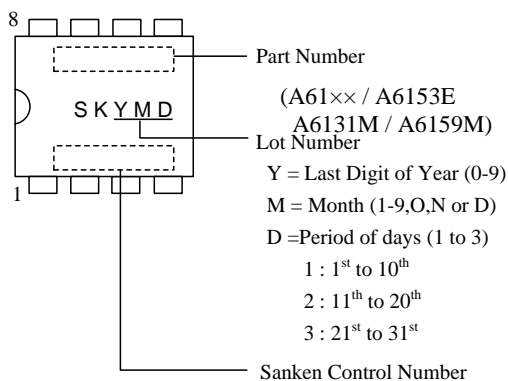 8
Part Number
(A61×× / A6153E
A6131M / A6159M)
SKYMD
Lot Number
Y = Last Digit of Year (0-9)
M = Month (1-9,O,N or D)
D =Period of days (1 to 3)
1 : 1st to 10th
2 : 11th to 20th
3 : 21st to 31st
1
Sanken Control Number